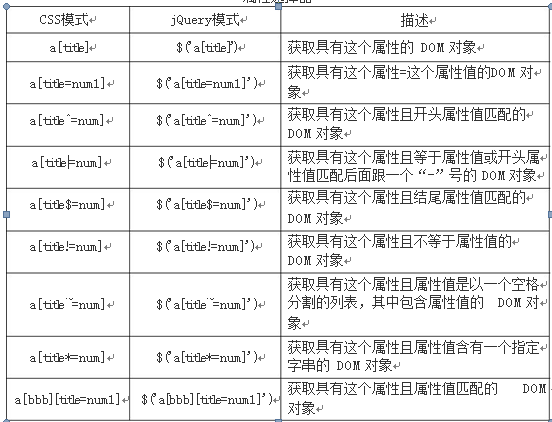 CSS模式 jQuery模式 描述
a[title] $('a[title]') 获取具有这个属性的 DOM 对象
a[title=num1] $('a[title=num1]') 获取具有这个属性=这个属性值的DOM 对
象
a[title^=num] $('a[title^=num]') 获取具有这个属性且开头属性值匹配的
DOM 对象
a[title|=num] $('a[title|=num]') 获取具有这个属性且等于属性值或开头属
性值匹配后面跟一个“-”号的 DOM 对象
a[title$=num] $('a[title$=num]') 获取具有这个属性且结尾属性值匹配的
DOM 对象
a[title!=num] $('a[title!=num]') 获取具有这个属性且不等于属性值的
DOM 对象
a[title~=num] $('a[title~=num]') 获取具有这个属性且属性值是以一个空格
分割的列表，其中包含属性值的 DOM 对
象
a[title*=num] $('a[title*=num]') 获取具有这个属性且属性值含有一个指定
字串的 DOM 对象
a[bbb][title=num1] $('a[bbb][title=num1]') 获取具有这个属性且属性值匹配的 DOM
对象